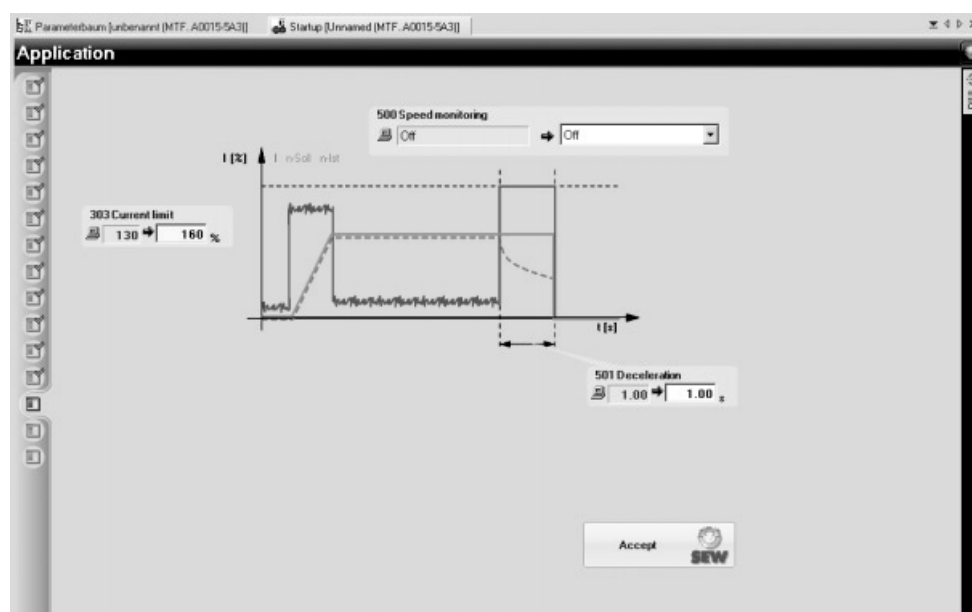 Parameterbaum [unbenannt (MTF..A0015-5A3)]
Startup [Unnamed (MTF..A0015-5A3)]
Application
500 Speed monitoring
Off
Off
I [%]
I n-Soll n-Ist
303 Current limit
130 160 %
t [s]
501 Deceleration
1.00 1.00 s
Accept
SEW